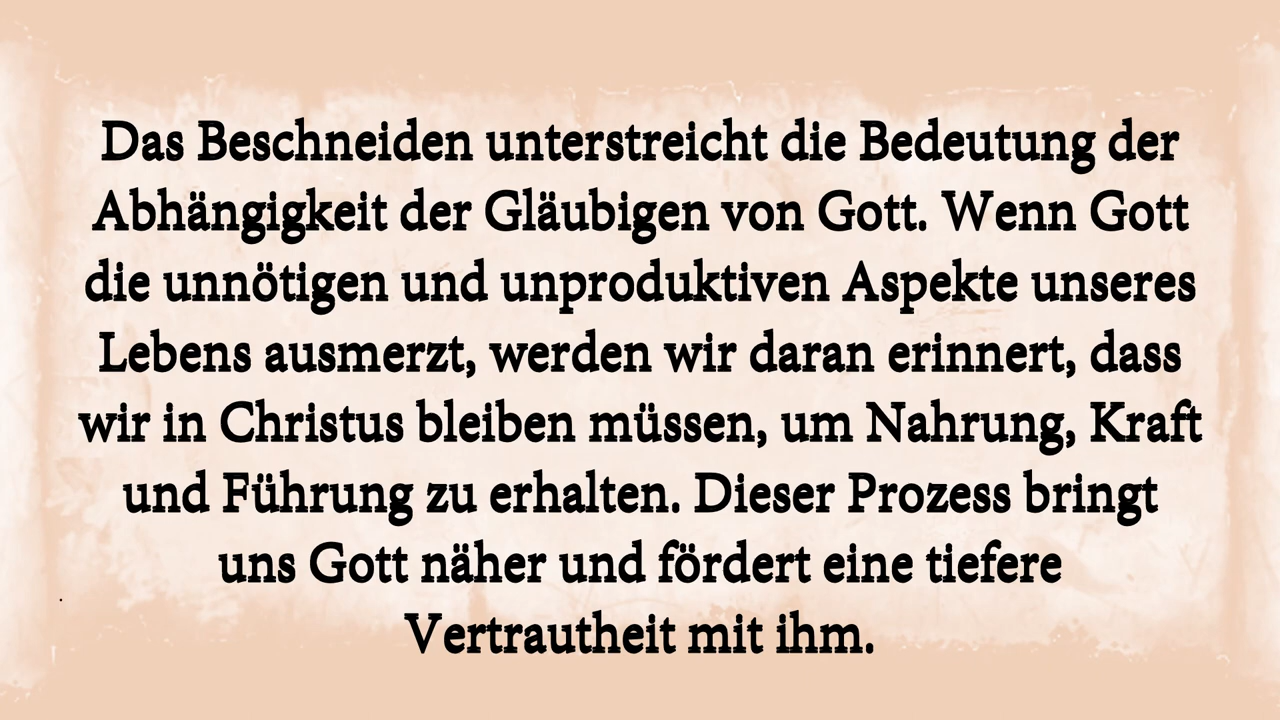 Das Beschneiden unterstreicht die Bedeutung der
Abhängigkeit der Gläubigen von Gott. Wenn Gott
die unnötigen und unproduktiven Aspekte unseres
Lebens ausmerzt, werden wir daran erinnert, dass
wir in Christus bleiben müssen, um Nahrung, Kraft
und Führung zu erhalten. Dieser Prozess bringt
uns Gott näher und fördert eine tiefere
Vertrautheit mit ihm.